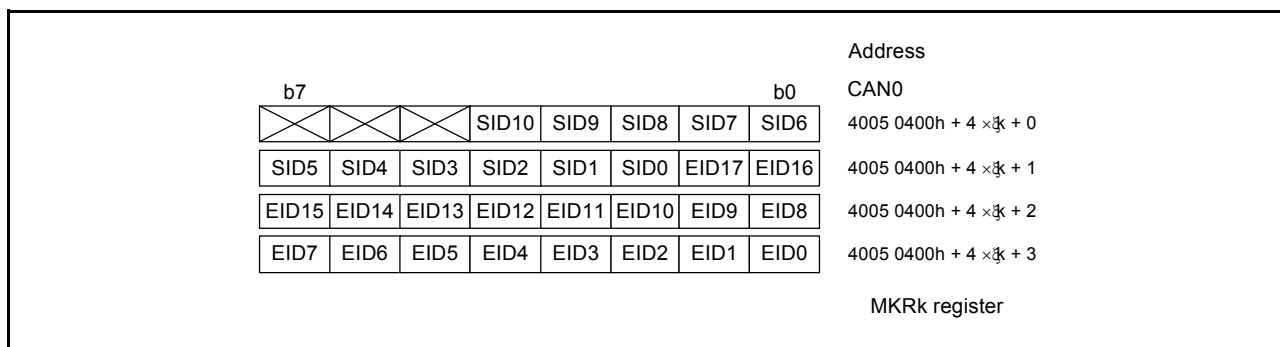 Address
b7 b0 CAN0
SID10 SID9 SID8 SID7 SID6 4005 0400h + 4 × k + 0
SID5 SID4 SID3 SID2 SID1 SID0 EID17 EID16 4005 0400h + 4 × k + 1
EID15 EID14 EID13 EID12 EID11 EID10 EID9 EID8 4005 0400h + 4 × k + 2
EID7 EID6 EID5 EID4 EID3 EID2 EID1 EID0 4005 0400h + 4 × k + 3
MKRk register